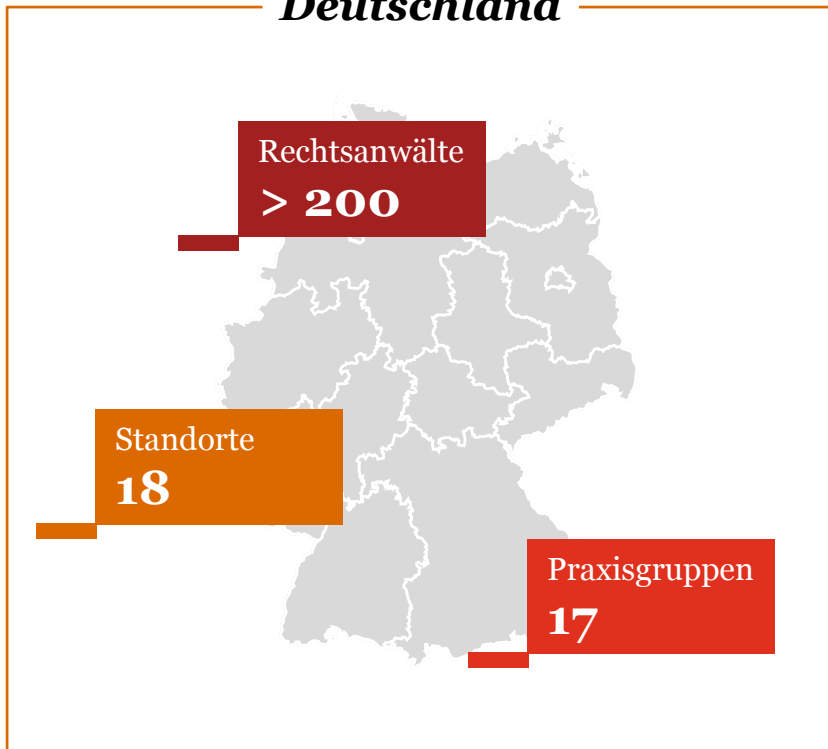 Deutschland
Rechtsanwälte
> 200
Standorte
18
Praxisgruppen
17